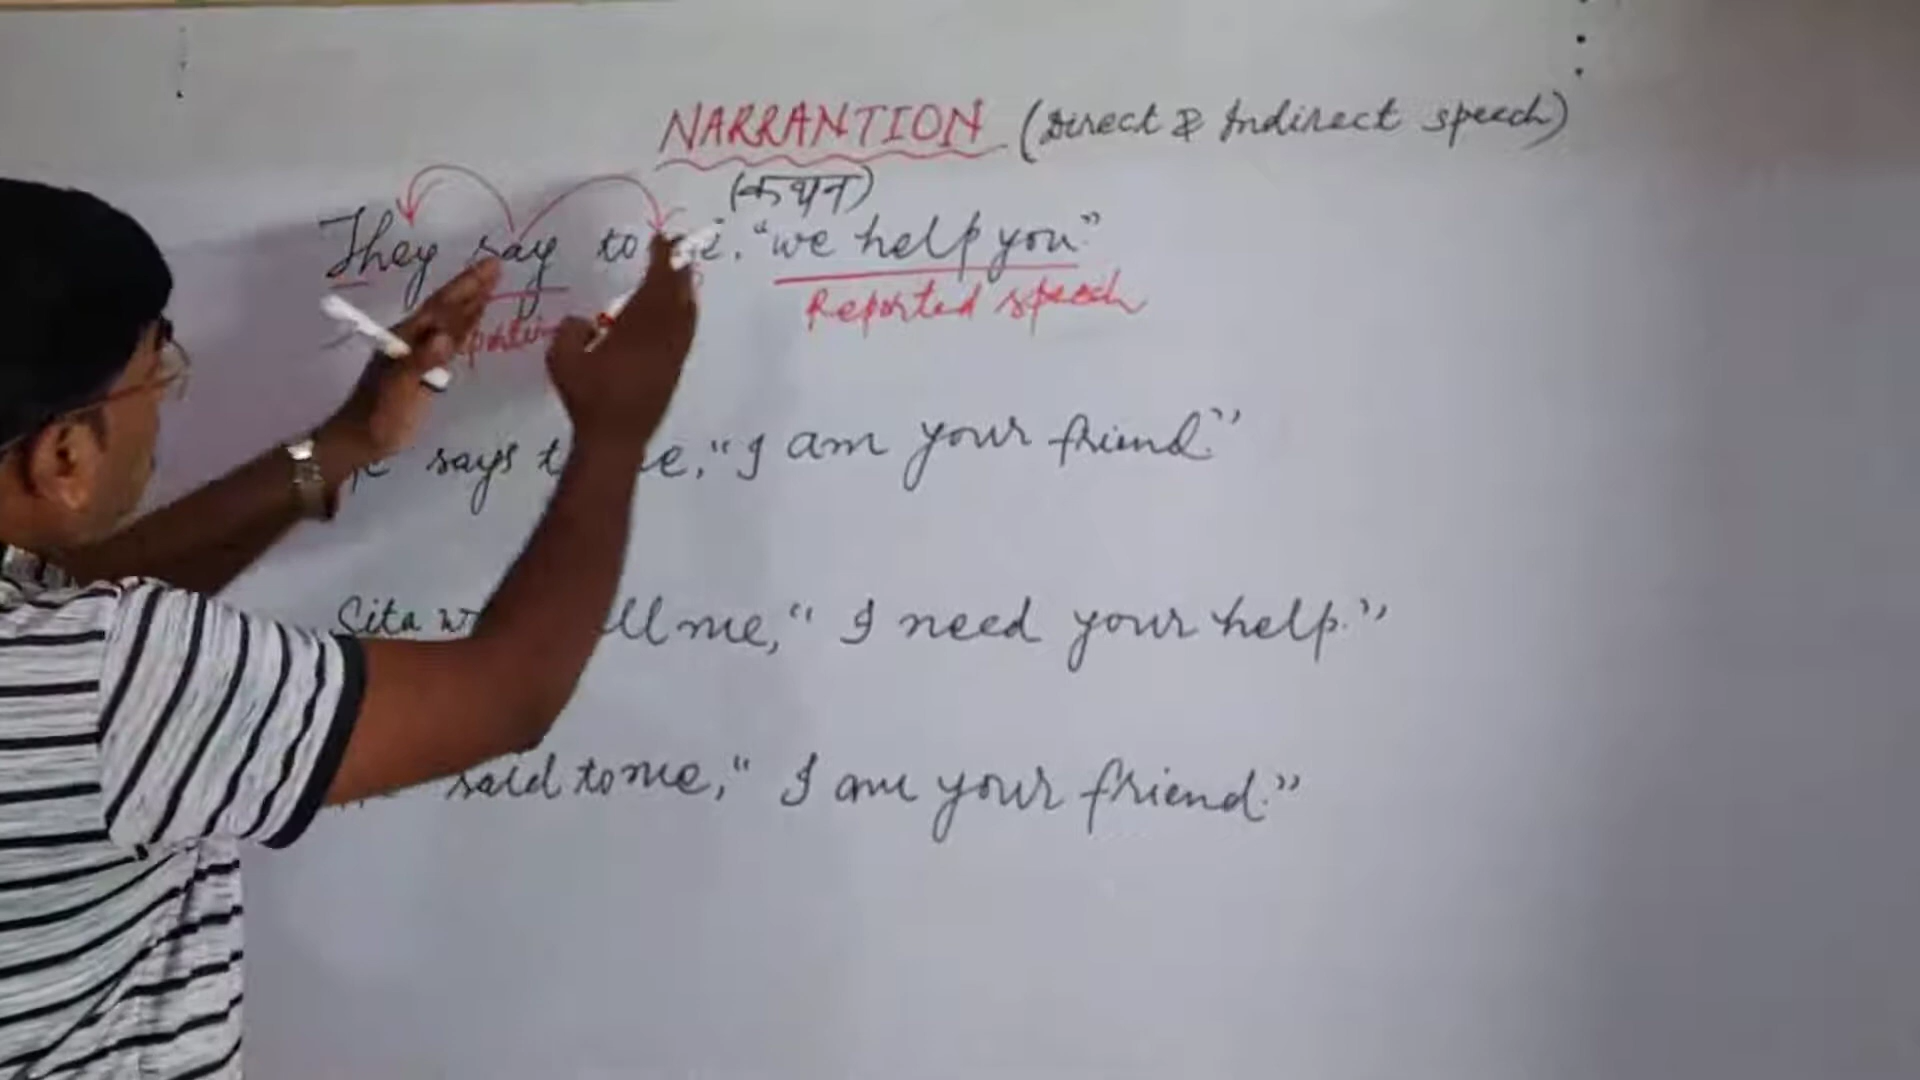 NARRANTION (Direct & Indirect speech)
(कथन)
They say to "we help you"
Reported speech
says "I am your friend."
Sita me, " I need your help."
said to me, " I am your friend."